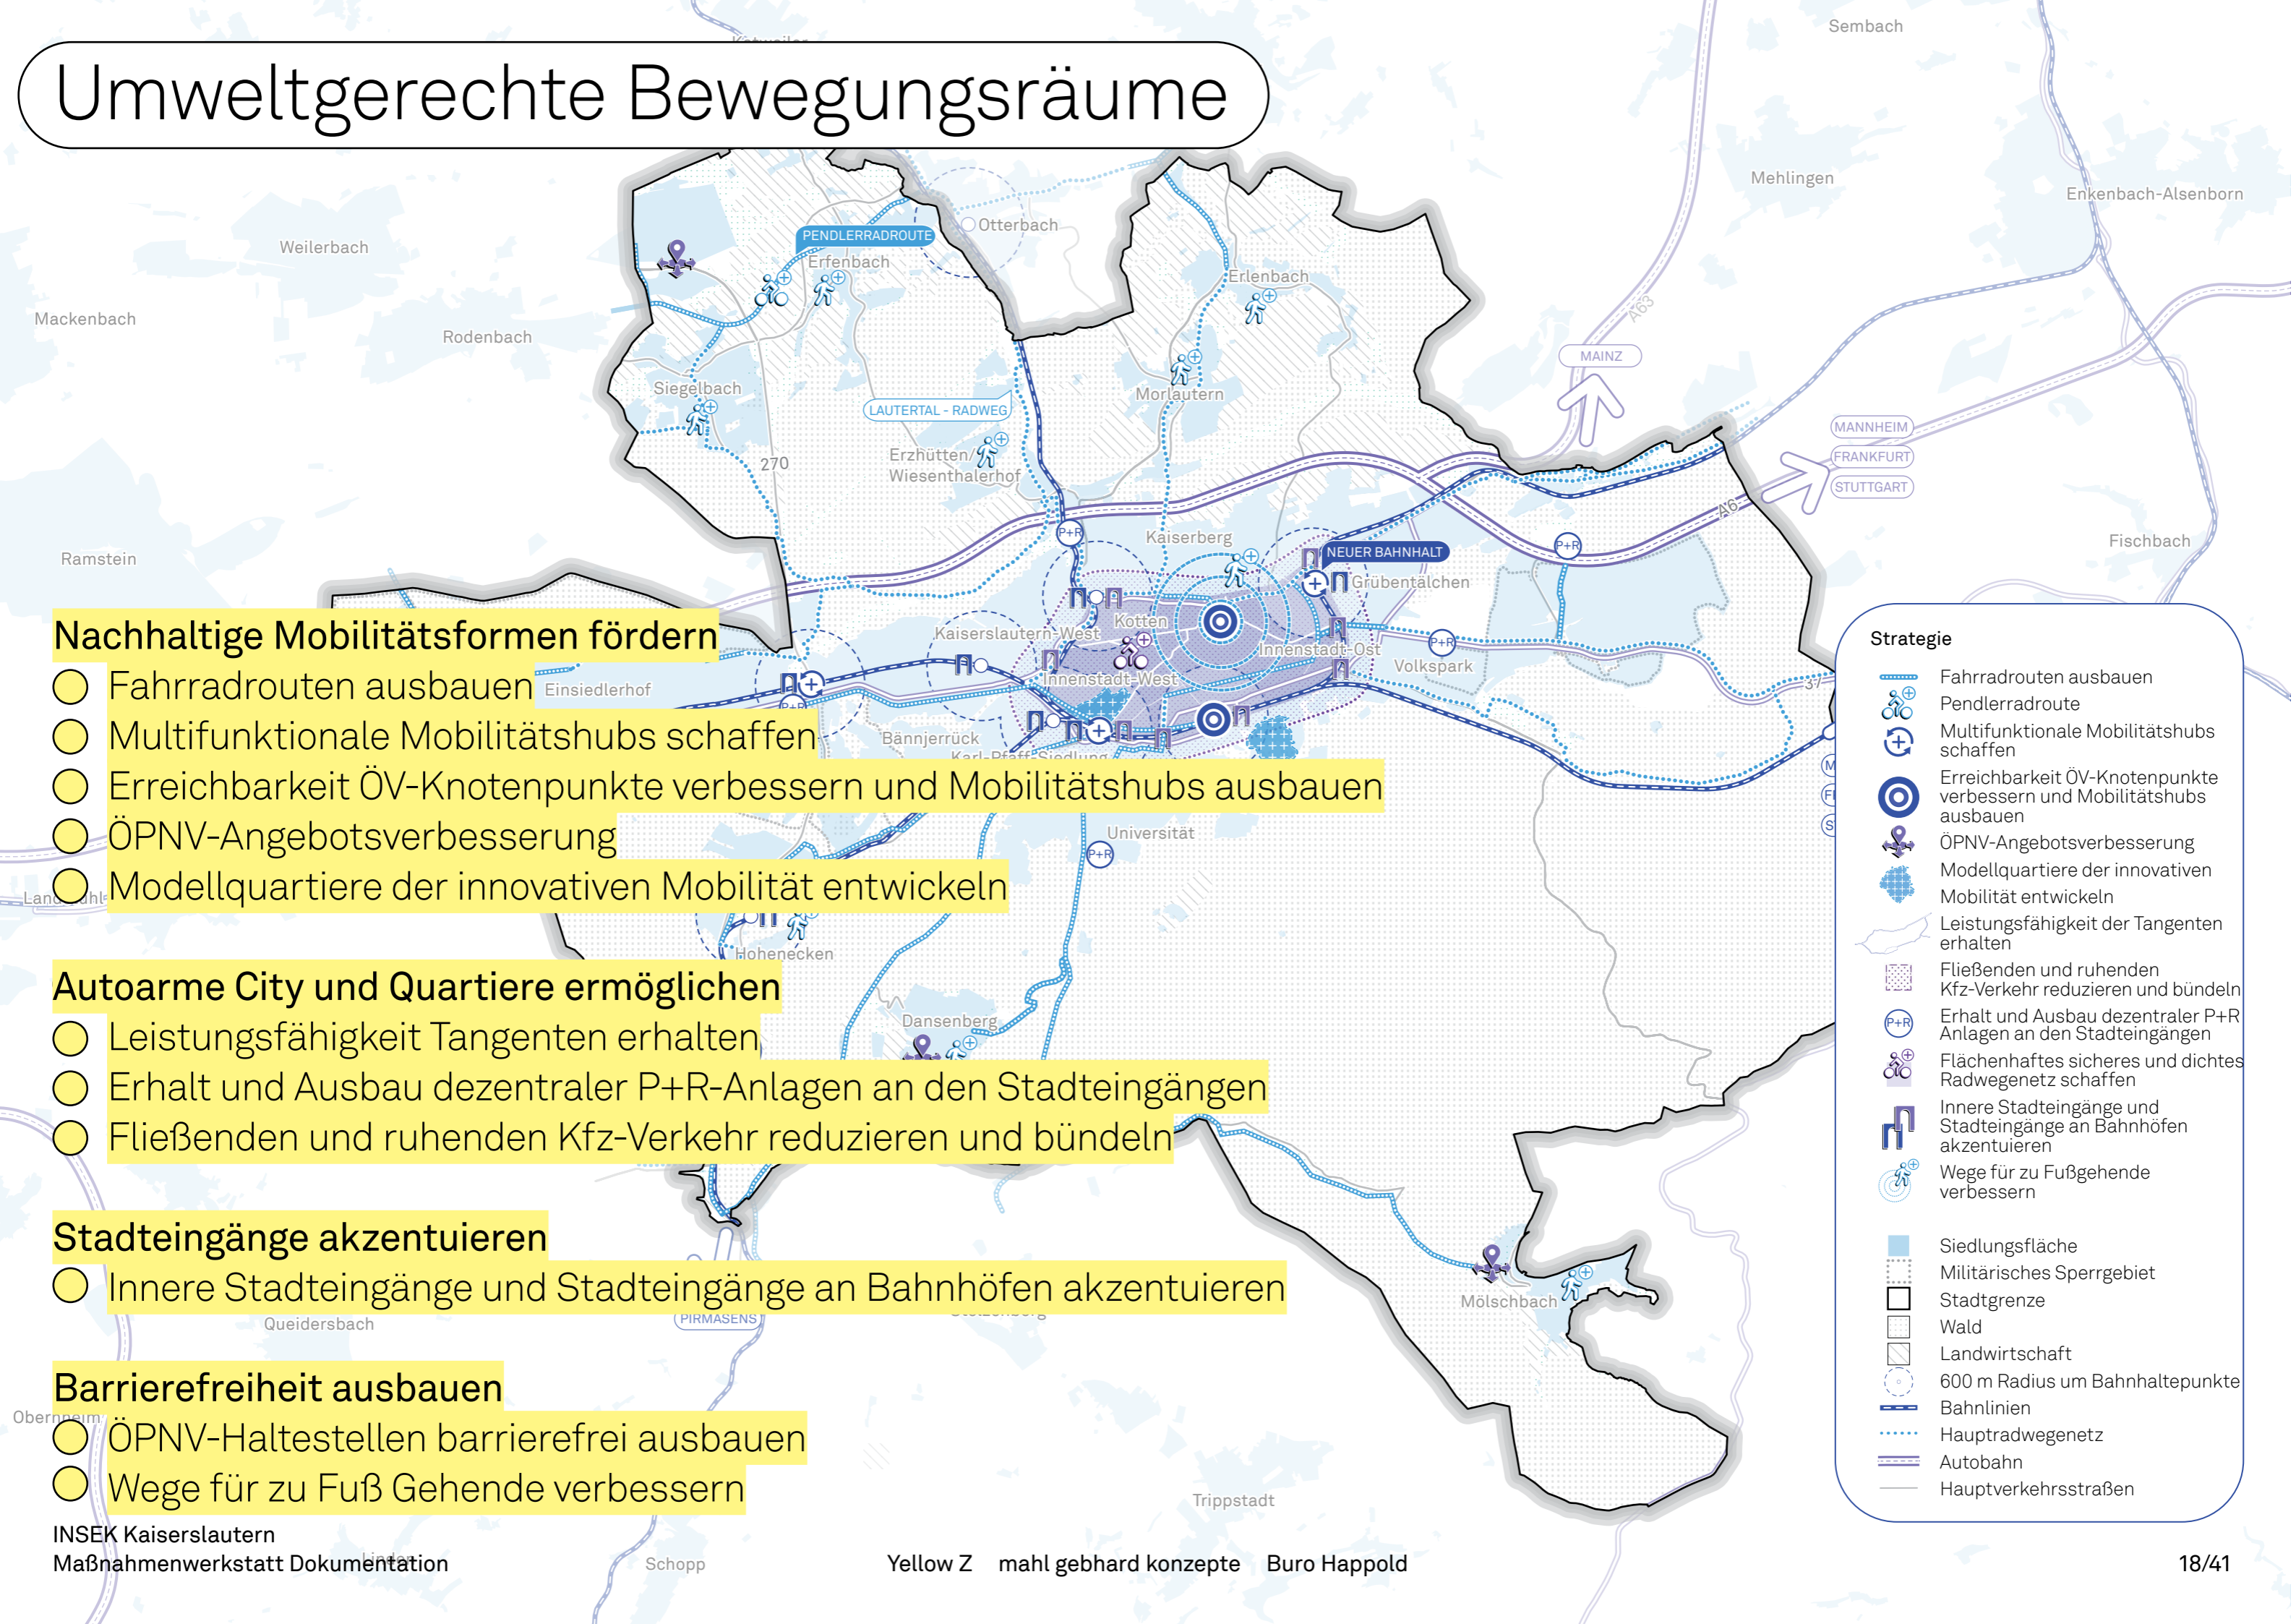 Umweltgerechte Bewegungsräume
Sembach
Mehlingen
Enkenbach-Alsenborn
Otterbach
Weilerbach
PENDLERRADROUTE
Erfenbach
Erlenbach
Mackenbach
Rodenbach
A63
MAINZ
Siegelbach
Morlautern
LAUTERTAL - RADWEG
MANNHEIM
FRANKFURT
STUTTGART
270
Erzhütten/
Wiesenthalerhof
A6
Ramstein
P+R
Kaiserberg
NEUER BAHNHALT
P+R
Fischbach
Grübentälchen
Kotten
Kaiserslautern-West
Innenstadt-Ost
P+R
Volkspark
Innenstadt-West
Einsiedlerhof
P+R
37
Bännjerrück
Karl-Pfaff-Siedlung
Universität
P+R
Hohenecken
Dansenberg
Mölschbach
PIRMASENS
Queidersbach
Trippstadt
Schopp
Nachhaltige Mobilitätsformen fördern
Fahrradrouten ausbauen
Multifunktionale Mobilitätshubs schaffen
Erreichbarkeit ÖV-Knotenpunkte verbessern und Mobilitätshubs ausbauen
ÖPNV-Angebotsverbesserung
Modellquartiere der innovativen Mobilität entwickeln
Autoarme City und Quartiere ermöglichen
Leistungsfähigkeit Tangenten erhalten
Erhalt und Ausbau dezentraler P+R-Anlagen an den Stadteingängen
Fließenden und ruhenden Kfz-Verkehr reduzieren und bündeln
Stadteingänge akzentuieren
Innere Stadteingänge und Stadteingänge an Bahnhöfen akzentuieren
Barrierefreiheit ausbauen
ÖPNV-Haltestellen barrierefrei ausbauen
Wege für zu Fuß Gehende verbessern
Strategie
Fahrradrouten ausbauen
Pendlerradroute
Multifunktionale Mobilitätshubs
schaffen
Erreichbarkeit ÖV-Knotenpunkte
verbessern und Mobilitätshubs
ausbauen
ÖPNV-Angebotsverbesserung
Modellquartiere der innovativen
Mobilität entwickeln
Leistungsfähigkeit der Tangenten
erhalten
Fließenden und ruhenden
Kfz-Verkehr reduzieren und bündeln
P+R
Erhalt und Ausbau dezentraler P+R
Anlagen an den Stadteingängen
Flächenhaftes sicheres und dichtes
Radwegenetz schaffen
Innere Stadteingänge und
Stadteingänge an Bahnhöfen
akzentuieren
Wege für zu Fußgehende
verbessern
Siedlungsfläche
Militärisches Sperrgebiet
Stadtgrenze
Wald
Landwirtschaft
600 m Radius um Bahnhaltepunkte
Bahnlinien
Hauptradwegenetz
Autobahn
Hauptverkehrsstraßen
INSEK Kaiserslautern
Maßnahmenwerkstatt Dokumentation
Yellow Z mahl gebhard konzepte Buro Happold
18/41